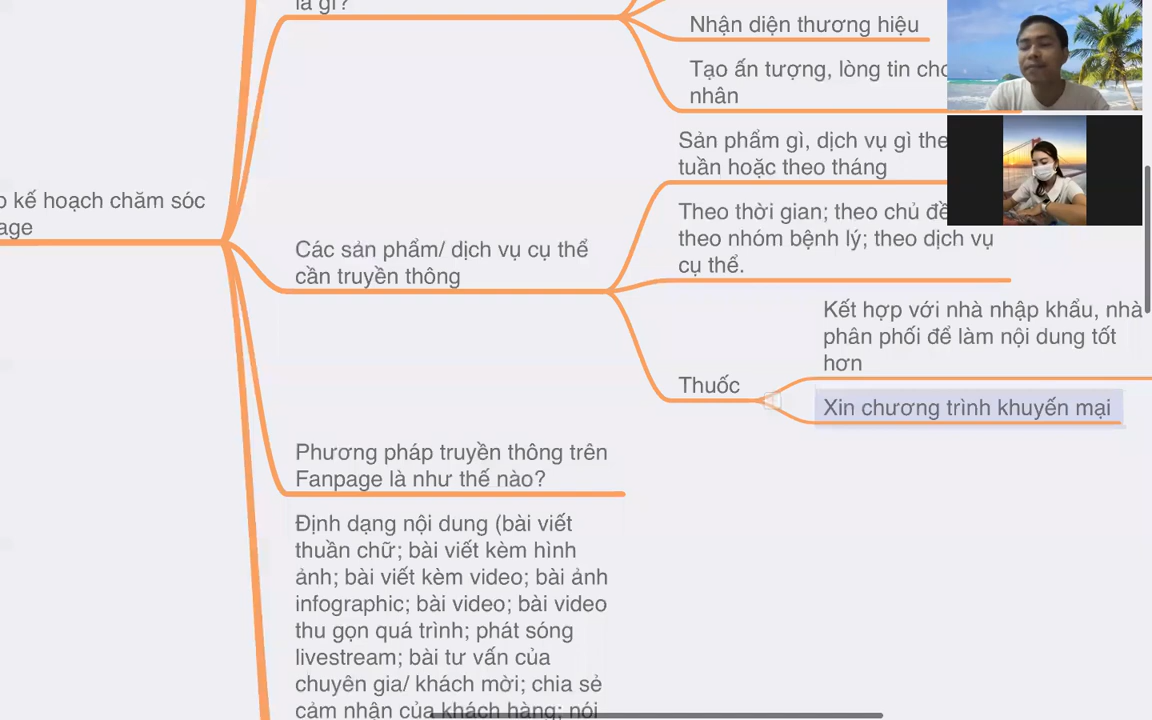 là gì?
Nhận diện thương hiệu
Tạo ấn tượng, lòng tin cho
nhân
Sản phẩm gì, dịch vụ gì the
tuần hoặc theo tháng
Theo thời gian; theo chủ đề
theo nhóm bệnh lý; theo dịch vụ
cụ thể.
o kế hoạch chăm sóc
age
Các sản phẩm/ dịch vụ cụ thể
cần truyền thông
Kết hợp với nhà nhập khẩu, nhà
phân phối để làm nội dung tốt
hơn
Thuốc
Xin chương trình khuyến mại
Phương pháp truyền thông trên
Fanpage là như thế nào?
Định dạng nội dung (bài viết
thuần chữ; bài viết kèm hình
ảnh; bài viết kèm video; bài ảnh
infographic; bài video; bài video
thu gọn quá trình; phát sóng
livestream; bài tư vấn của
chuyên gia/ khách mời; chia sẻ
cảm nhận của khách hàng; nói